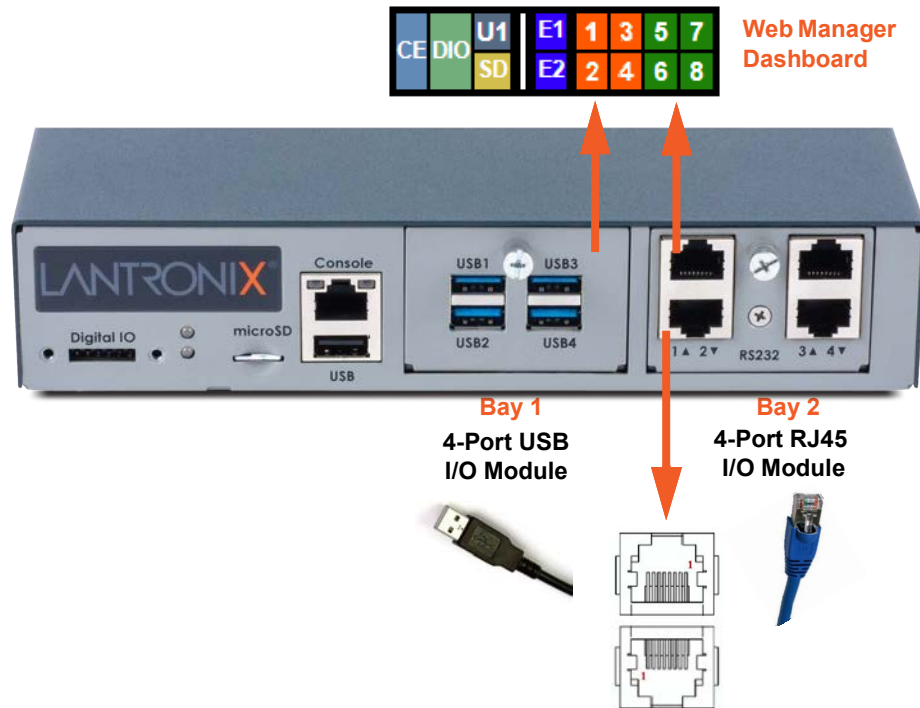 CE DIO U1 E1 1 3 5 7
SD E2 2 4 6 8
Web Manager
Dashboard
LANTRONIX®
Console
USB1 USB3
USB2 USB4
Digital IO
microSD
USB
1▲ 2▼ RS232 3▲ 4▼
Bay 1
4-Port USB
I/O Module
Bay 2
4-Port RJ45
I/O Module
1
1